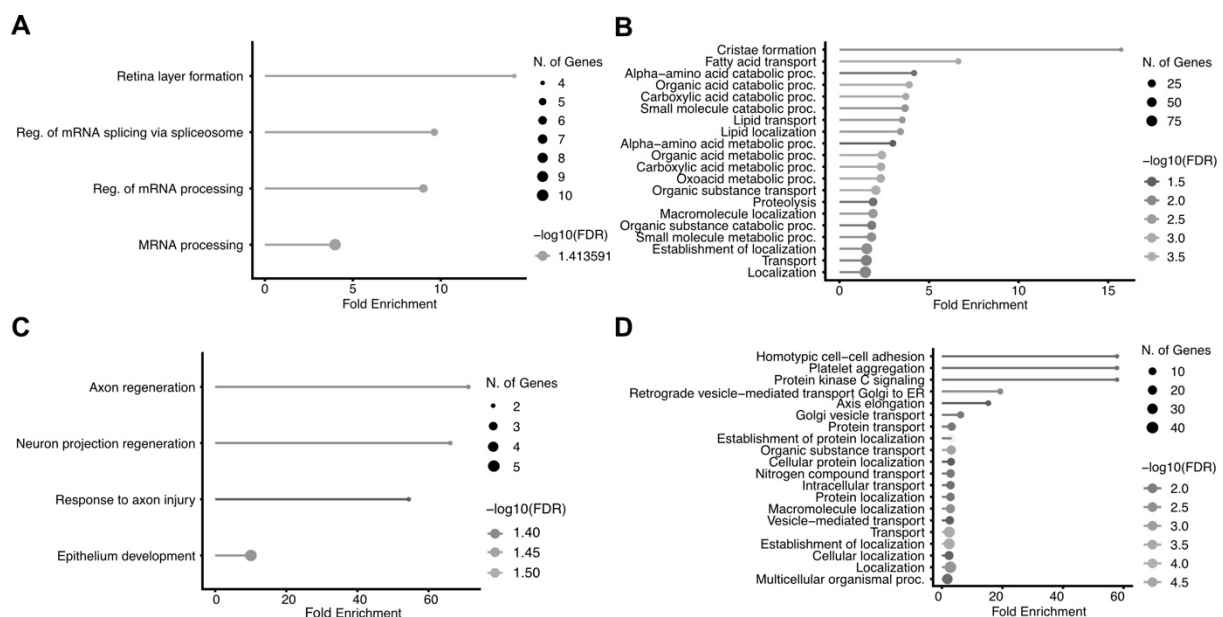 A
Retina layer formation
Reg. of mRNA splicing via spliceosome
Reg. of mRNA processing
MRNA processing
0 5 10
Fold Enrichment
N. of Genes
4
5
6
7
8
9
10
−log10(FDR)
1.413591
B
Cristae formation
Fatty acid transport
Alpha−amino acid catabolic proc.
Organic acid catabolic proc.
Carboxylic acid catabolic proc.
Small molecule catabolic proc.
Lipid transport
Lipid localization
Alpha−amino acid metabolic proc.
Organic acid metabolic proc.
Carboxylic acid metabolic proc.
Oxoacid metabolic proc.
Organic substance transport
Proteolysis
Macromolecule localization
Organic substance catabolic proc.
Small molecule metabolic proc.
Establishment of localization
Transport
Localization
0 5 10 15
Fold Enrichment
N. of Genes
25
50
75
−log10(FDR)
1.5
2.0
2.5
3.0
3.5
C
Axon regeneration
Neuron projection regeneration
Response to axon injury
Epithelium development
0 20 40 60
Fold Enrichment
N. of Genes
2
3
4
5
−log10(FDR)
1.40
1.45
1.50
D
Homotypic cell−cell adhesion
Platelet aggregation
Protein kinase C signaling
Retrograde vesicle−mediated transport Golgi to ER
Axis elongation
Golgi vesicle transport
Protein transport
Establishment of protein localization
Organic substance transport
Cellular protein localization
Nitrogen compound transport
Intracellular transport
Protein localization
Macromolecule localization
Vesicle−mediated transport
Transport
Establishment of localization
Cellular localization
Localization
Multicellular organismal proc.
0 20 40 60
Fold Enrichment
N. of Genes
10
20
30
40
−log10(FDR)
2.0
2.5
3.0
3.5
4.0
4.5